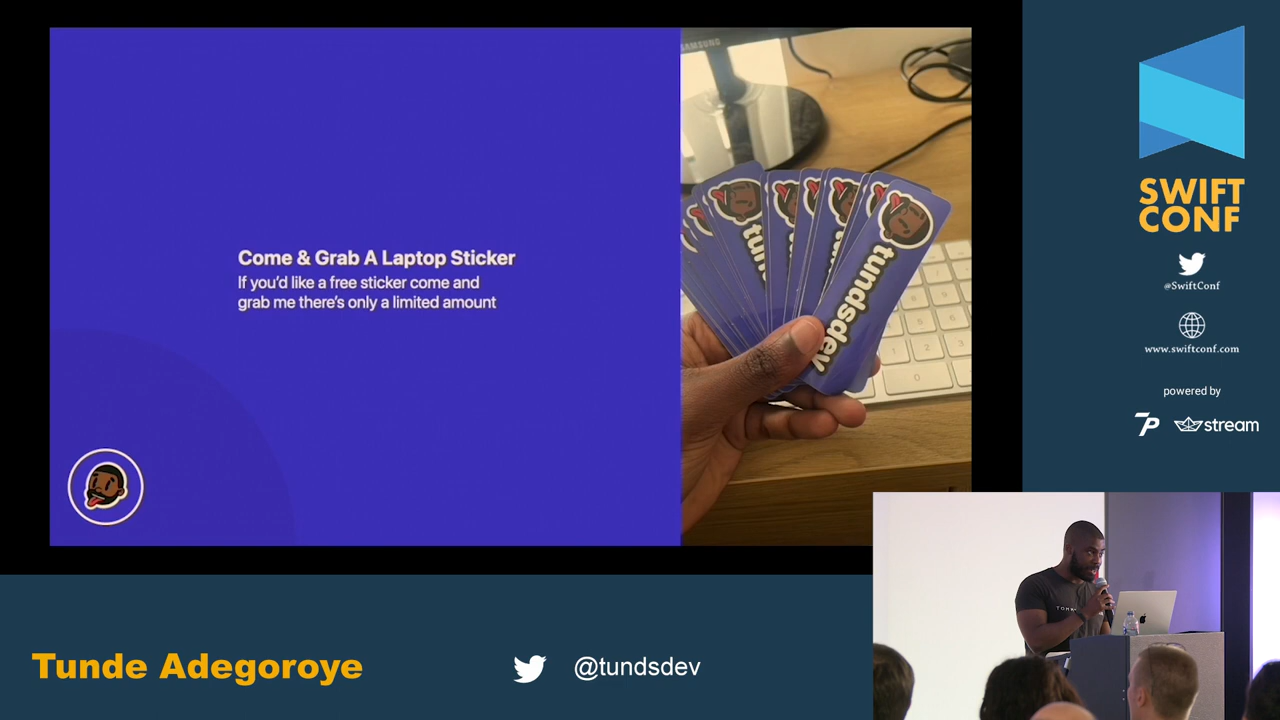 Come & Grab A Laptop Sticker
If you'd like a free sticker come and
grab me there's only a limited amount
SAMSUNG
tundsdev
SWIFT
CONF
@SwiftConf
www.swiftconf.com
powered by
7P
stream
Tunde Adegoroye
@tundsdev